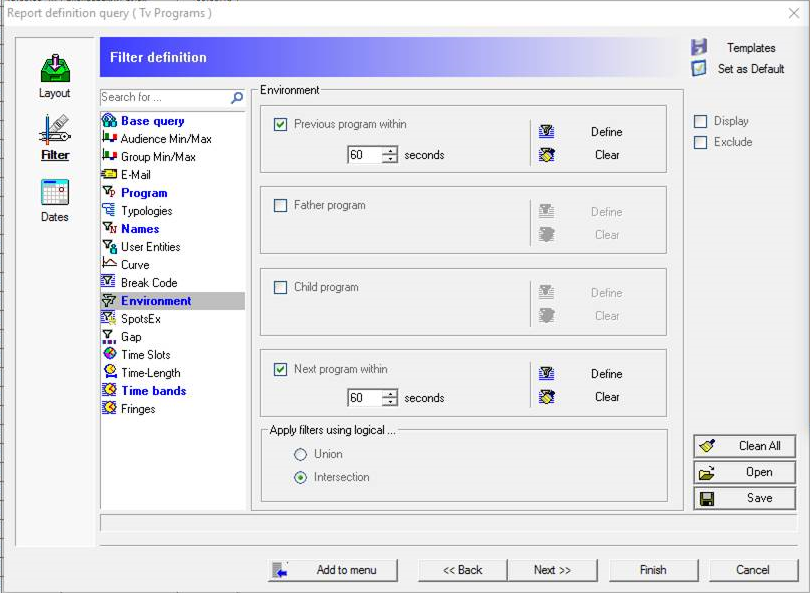 Report definition query ( Tv Programs )
Filter definition
Templates
Set as Default
Display
Exclude
Layout
Filter
Dates
Search for ...
Base query
Audience Min/Max
Group Min/Max
E-Mail
Program
Typologies
Names
User Entities
Curve
Break Code
Environment
SpotsEx
Gap
Time Slots
Time-Length
Time bands
Fringes
Environment
Previous program within
60 seconds
Define
Clear
Father program
Define
Clear
Child program
Define
Clear
Next program within
60 seconds
Define
Clear
Apply filters using logical ...
Union
Intersection
Clean All
Open
Save
Add to menu
<< Back
Next >>
Finish
Cancel